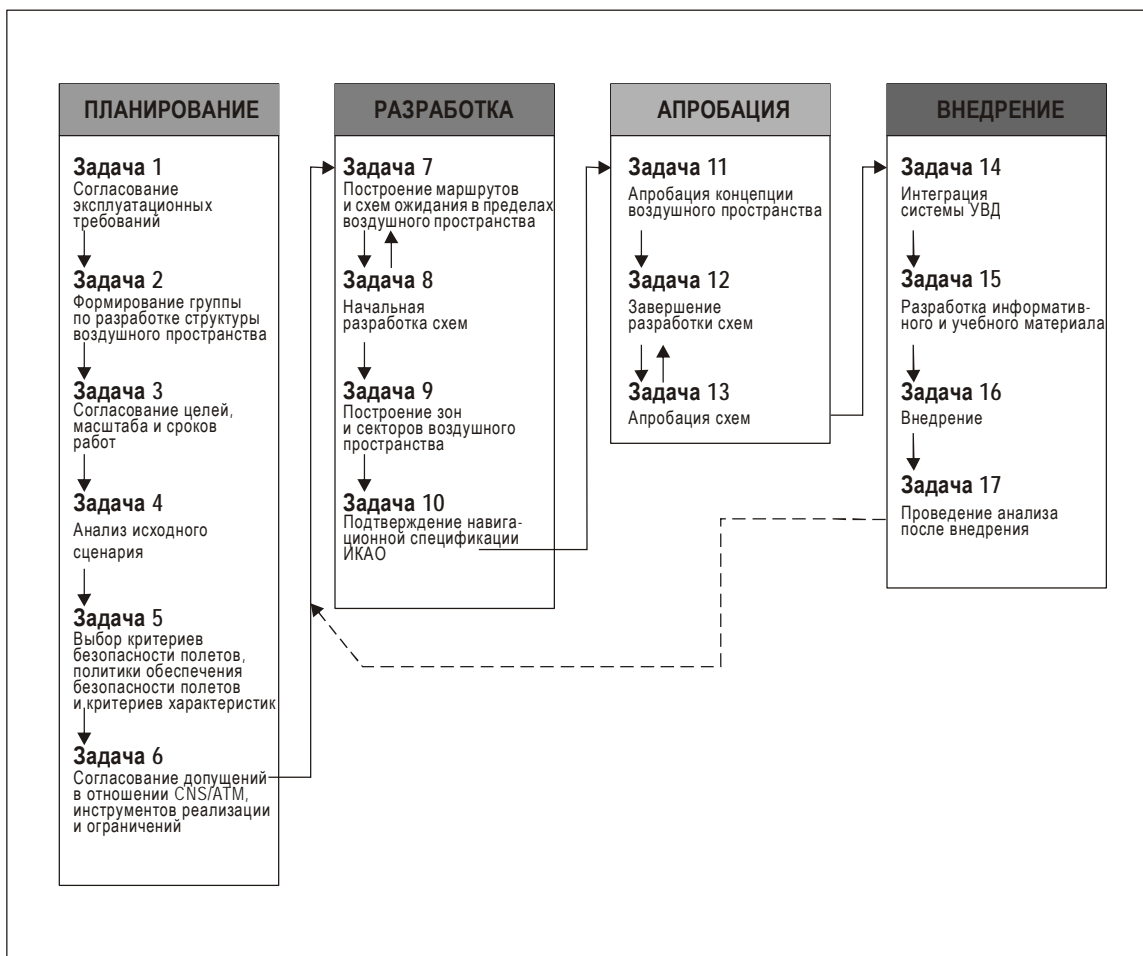 ПЛАНИРОВАНИЕ
Задача 1
Согласование
эксплуатационных
требований
Задача 2
Формирование группы
по разработке структуры
воздушного пространства
Задача 3
Согласование целей,
масштаба и сроков
работ
Задача 4
Анализ исходного
сценария
Задача 5
Выбор критериев
безопасности полетов,
политики обеспечения
безопасности полетов
и критериев характеристик
Задача 6
Согласование допущений
в отношении CNS/ATM,
инструментов реализации
и ограничений
РАЗРАБОТКА
Задача 7
Построение маршрутов
и схем ожидания в пределах
воздушного пространства
Задача 8
Начальная
разработка схем
Задача 9
Построение зон
и секторов воздушного
пространства
Задача 10
Подтверждение навига-
ционной спецификации
ИКАО
АПРОБАЦИЯ
Задача 11
Апробация концепции
воздушного пространства
Задача 12
Завершение
разработки схем
Задача 13
Апробация схем
ВНЕДРЕНИЕ
Задача 14
Интеграция
системы УВД
Задача 15
Разработка информатив-
ного и учебного материала
Задача 16
Внедрение
Задача 17
Проведение анализа
после внедрения